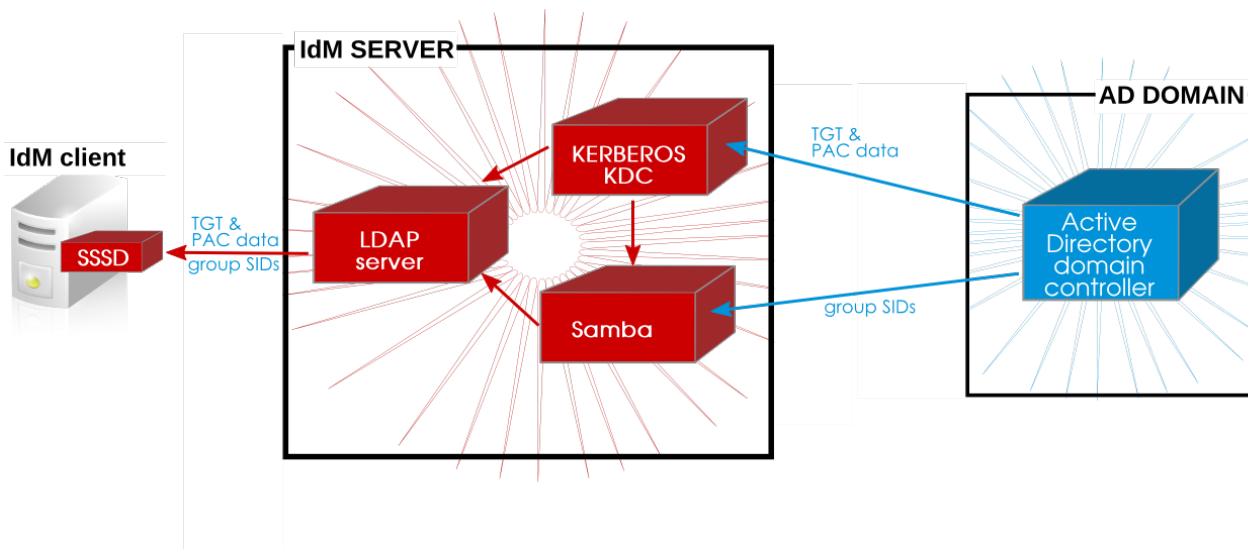 IdM SERVER
AD DOMAIN
IdM client
KERBEROS
KDC
TGT &
PAC data
TGT &
PAC data
group SIDs
SSSD
LDAP
server
Active
Directory
domain
controller
Samba
group SIDs